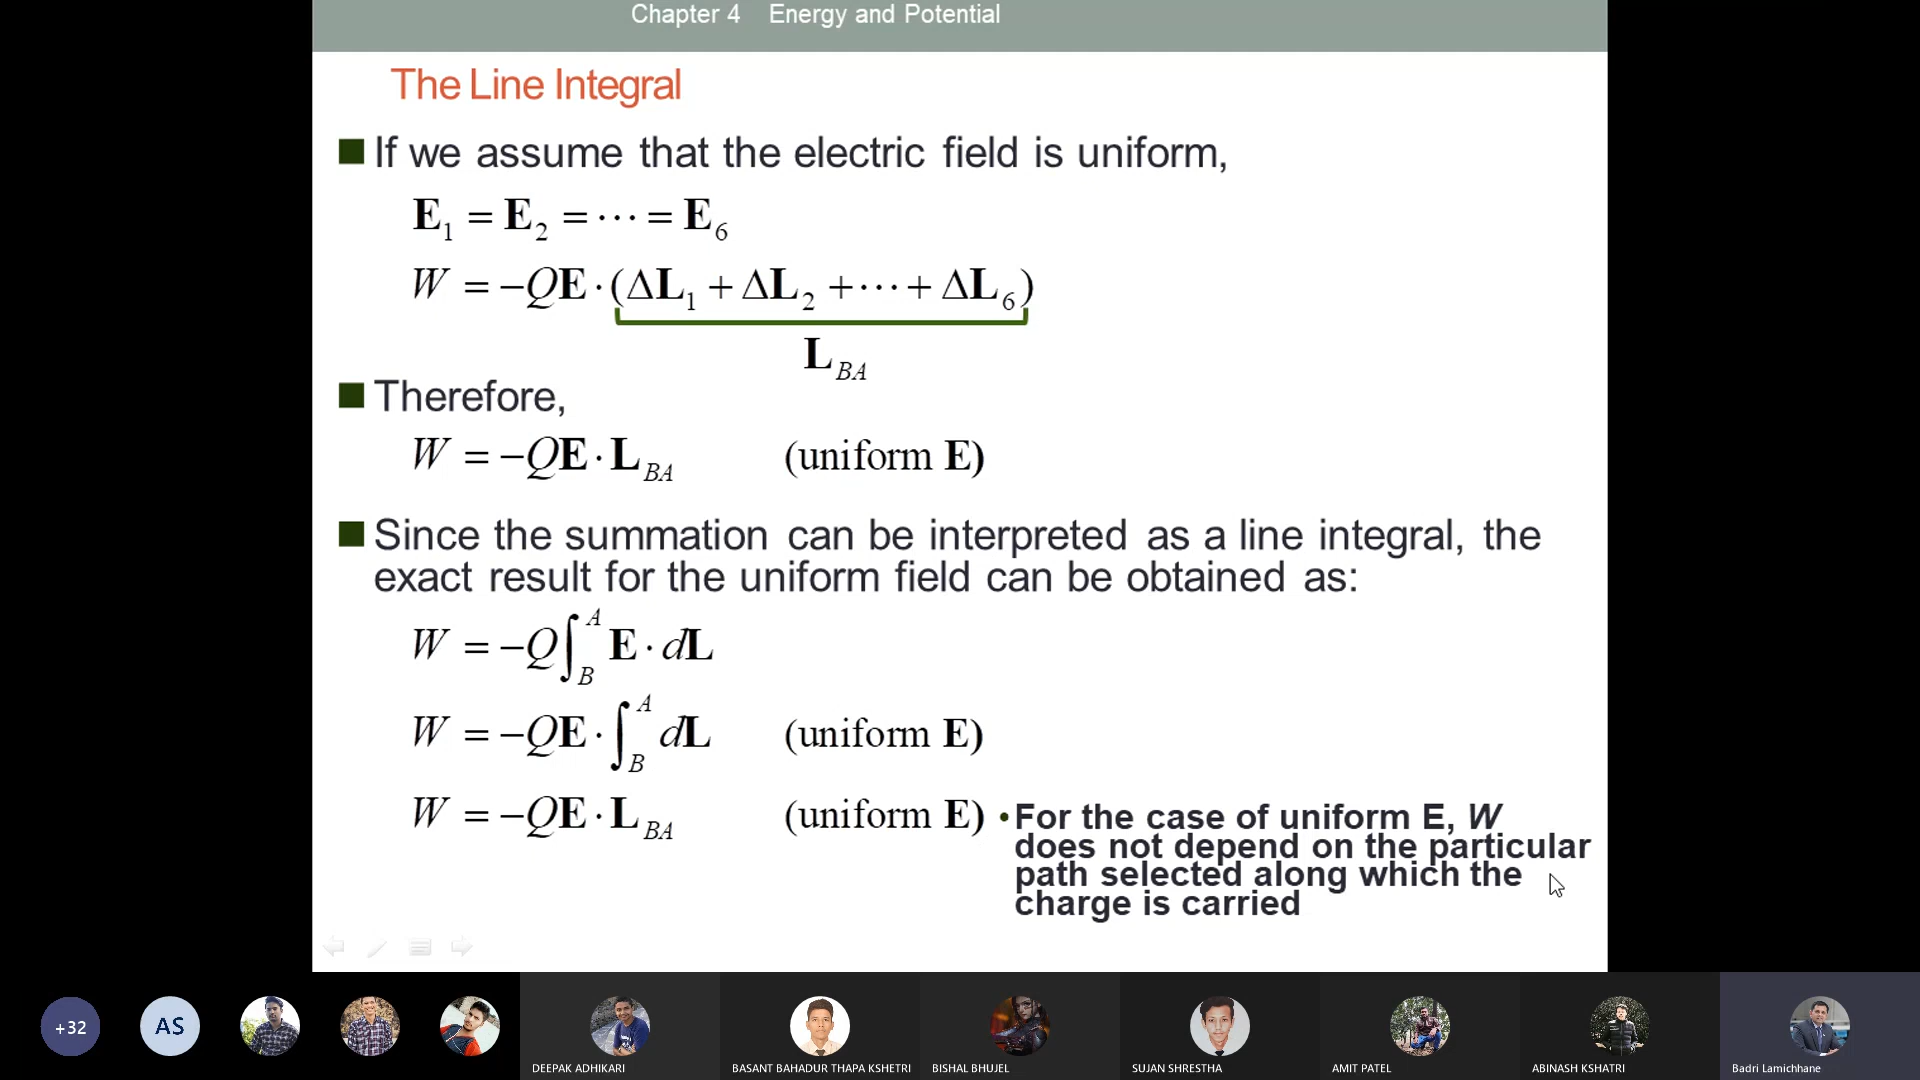 Chapter 4 Energy and Potential
The Line Integral
If we assume that the electric field is uniform,
E₁ = E₂ = ⋯ = E₆
W = −QE · (ΔL₁ + ΔL₂ + ⋯ + ΔL₆)
L_BA
Therefore,
W = −QE · L_BA (uniform E)
Since the summation can be interpreted as a line integral, the
exact result for the uniform field can be obtained as:
W = −Q∫_B^A E · dL
W = −QE · ∫_B^A dL (uniform E)
W = −QE · L_BA (uniform E)
•For the case of uniform E, W
does not depend on the particular
path selected along which the
charge is carried
+32
AS
DEEPAK ADHIKARI
BASANT BAHADUR THAPA KSHETRI
BISHAL BHUJEL
SUJAN SHRESTHA
AMIT PATEL
ABINASH KSHATRI
Badri Lamichhane